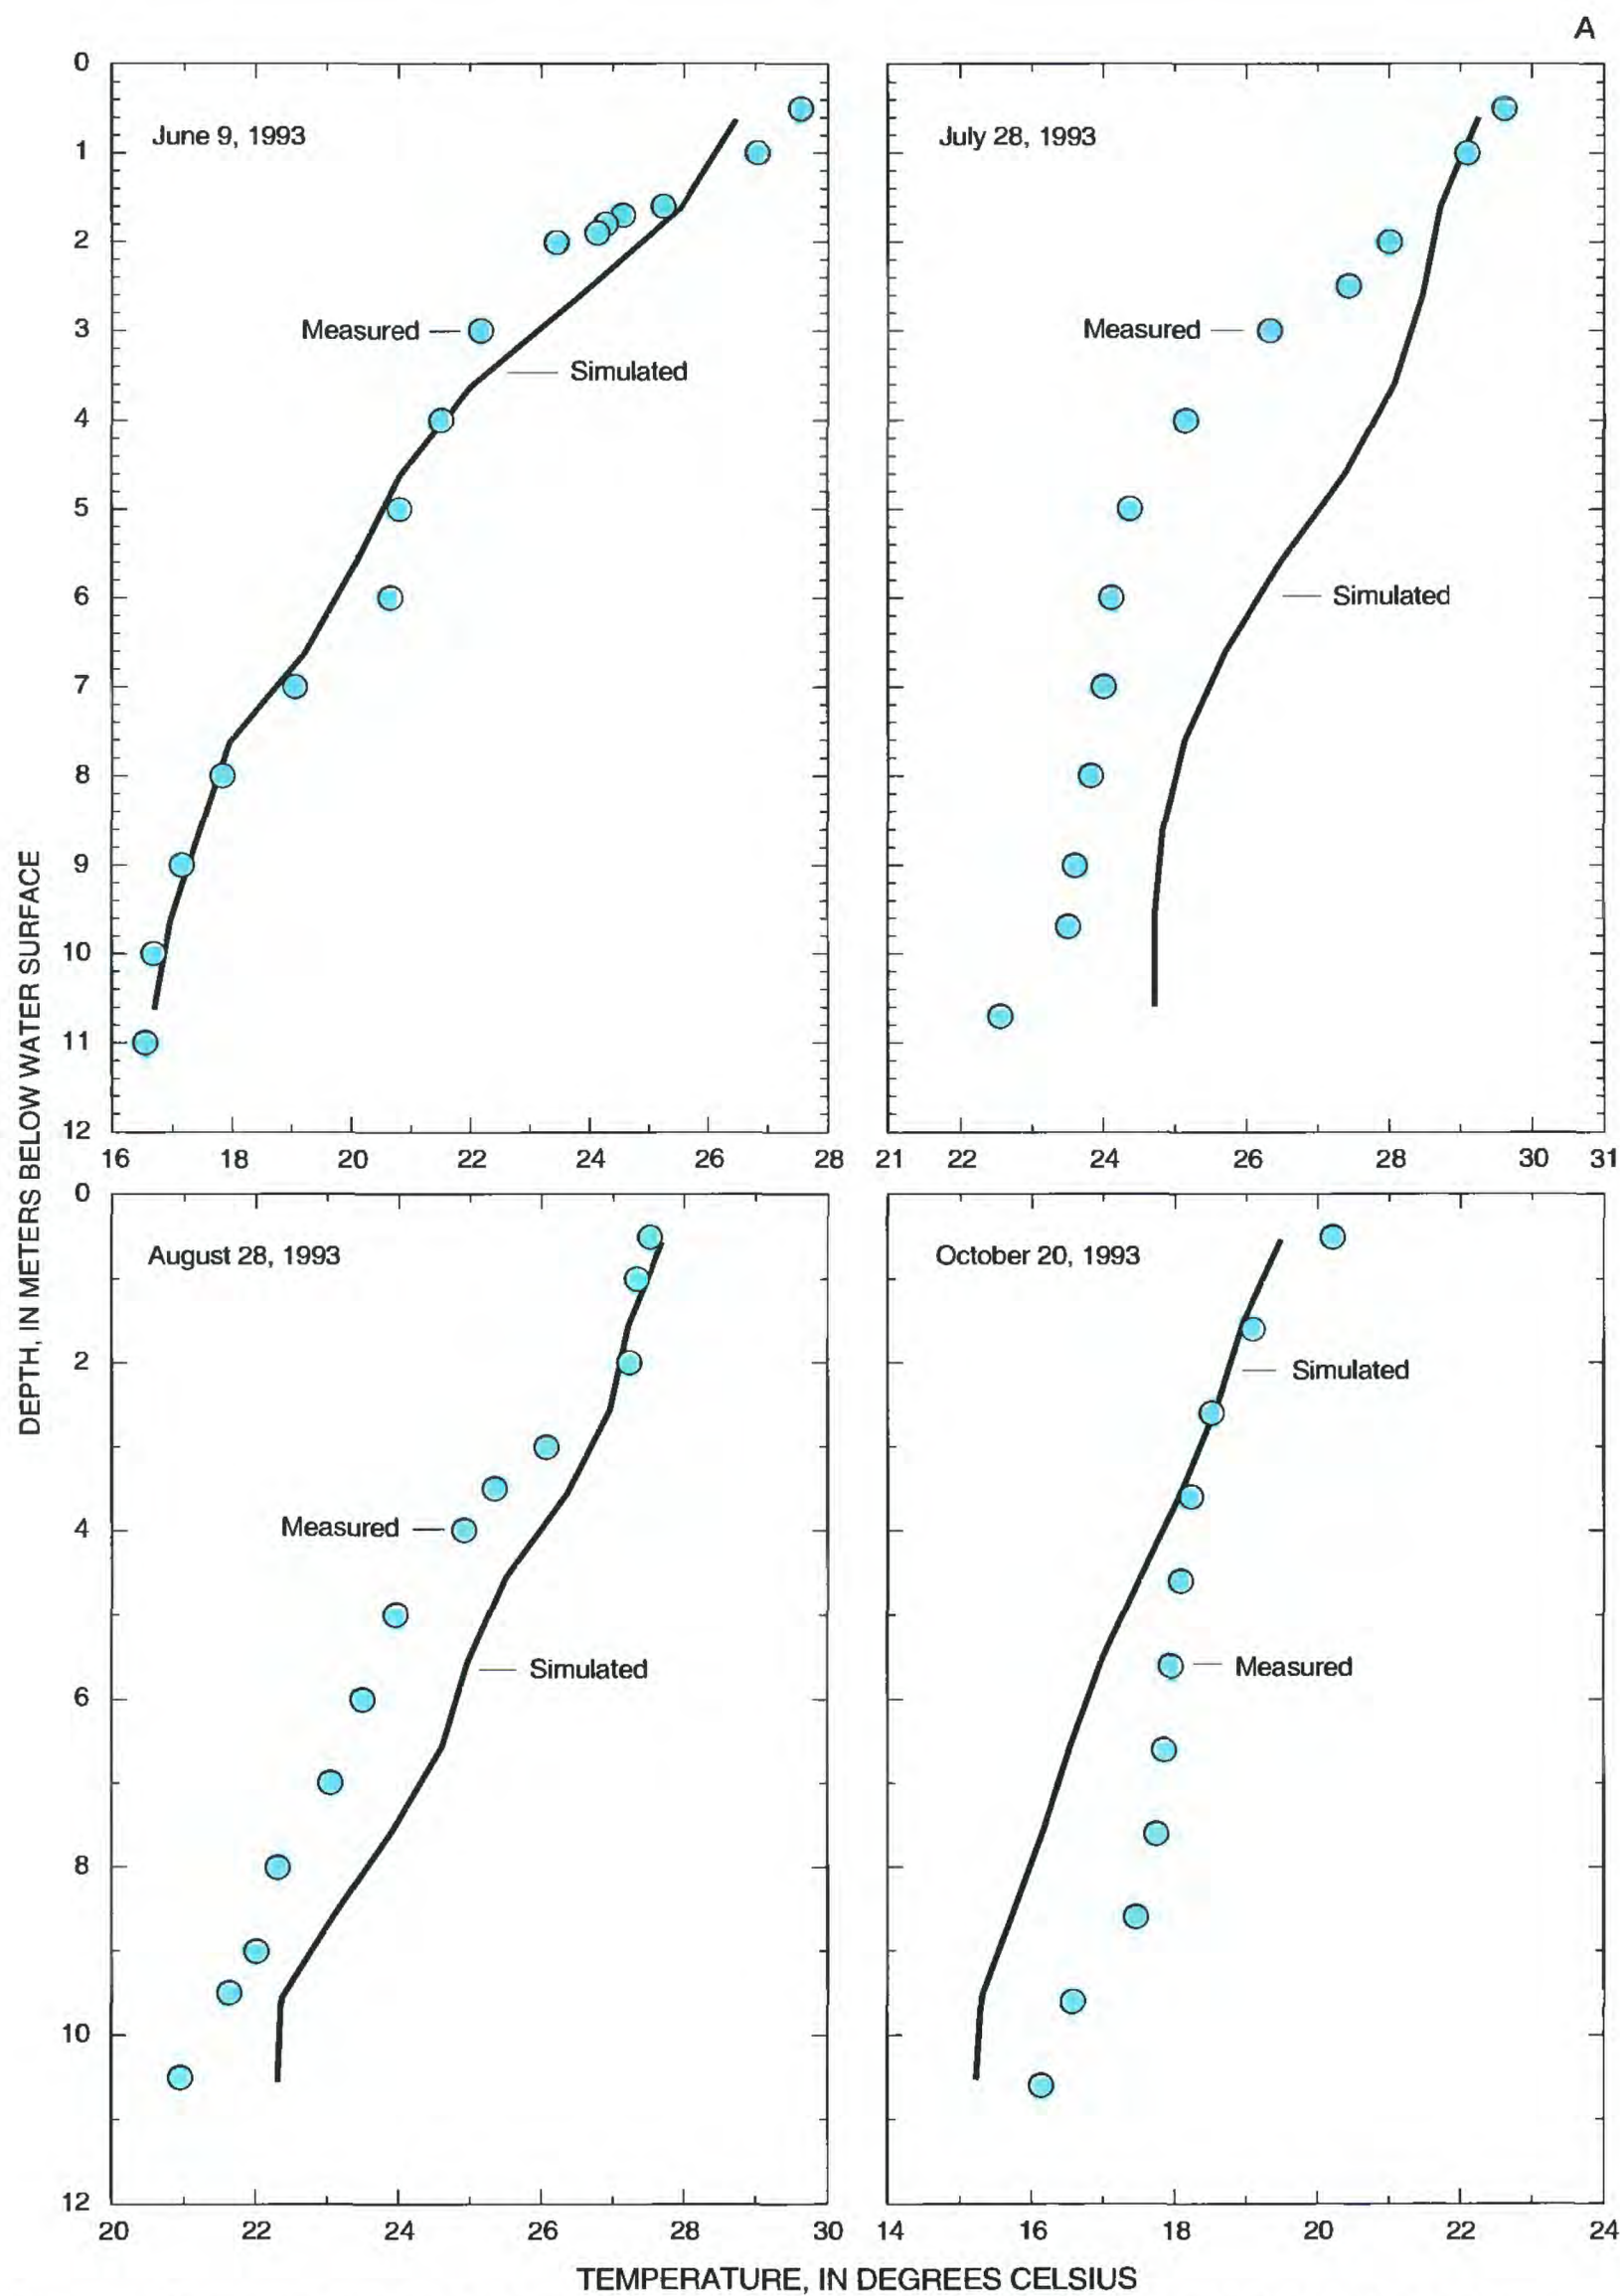 A
0
June 9, 1993
July 28, 1993
1
2
Measured
3
Measured
Simulated
4
5
6
Simulated
7
8
9
10
11
12
16 18 20 22 24 26 28
21 22 24 26 28 30 31
0
August 28, 1993
October 20, 1993
2
Simulated
Measured
4
Simulated
Measured
6
8
10
12
20 22 24 26 28 30
14 16 18 20 22 24
DEPTH, IN METERS BELOW WATER SURFACE
TEMPERATURE, IN DEGREES CELSIUS